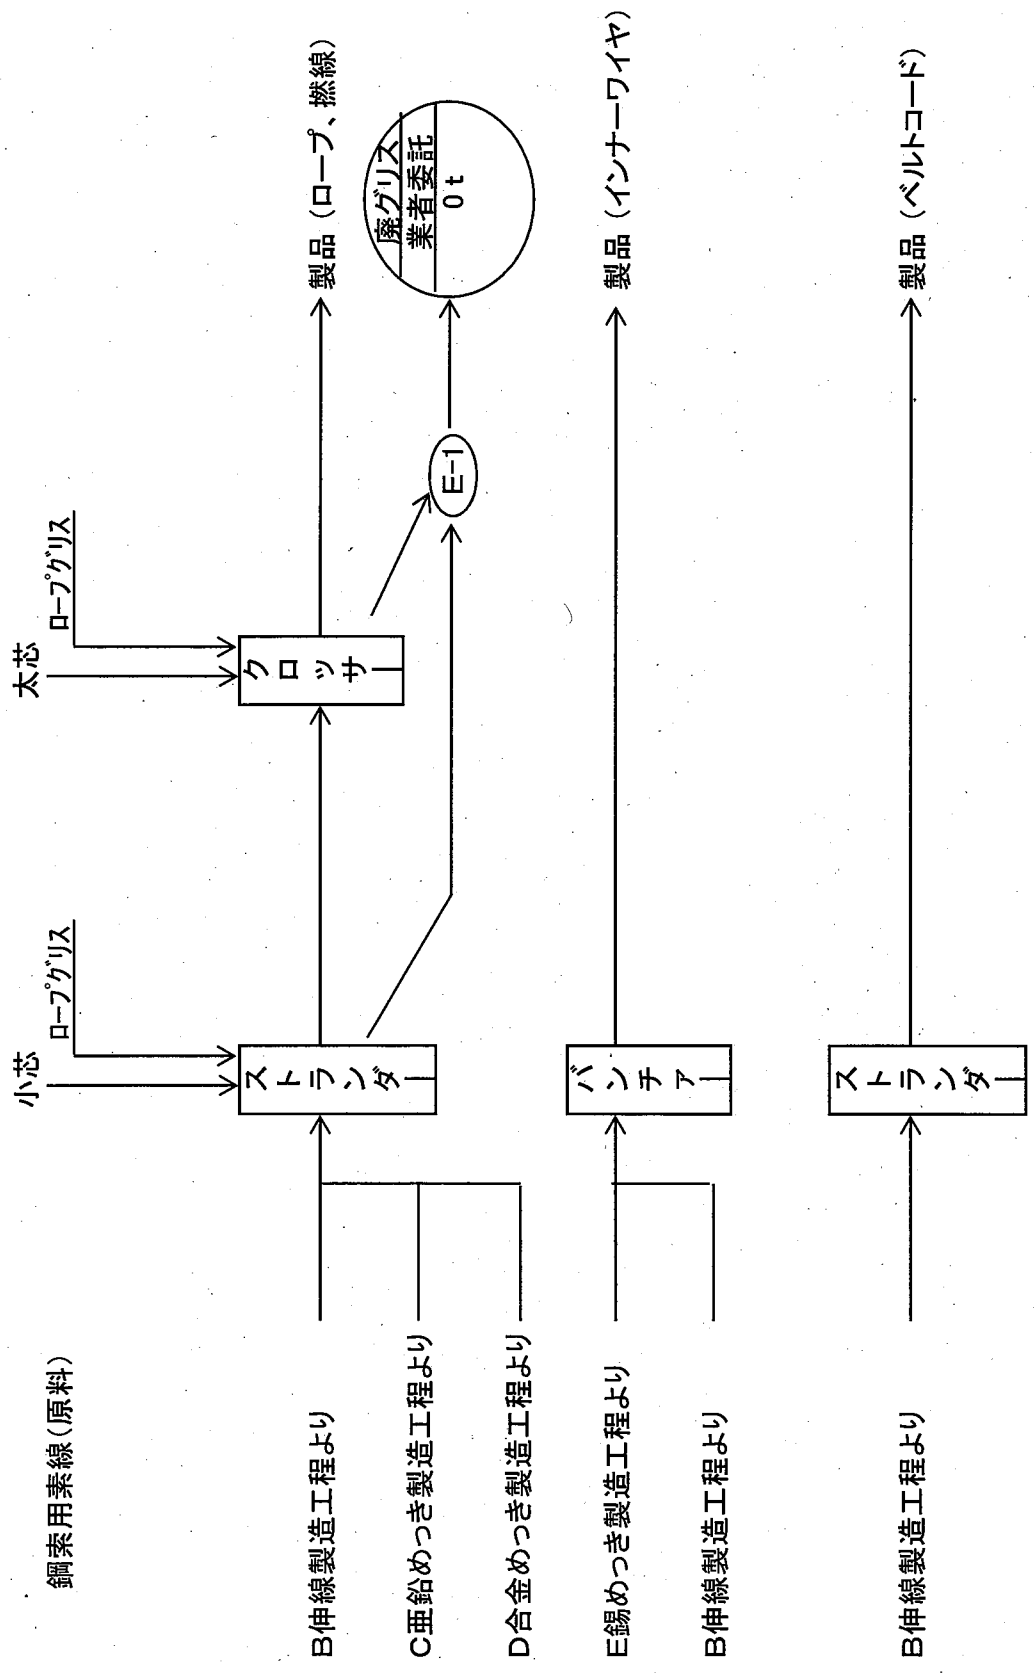 鋼索用素線(原料)
小芯
ロープグリス
太芯
ロープグリス
B伸線製造工程より
ストランダー
クロッサー
製品(ロープ、撚線)
C亜鉛めっき製造工程より
D合金めっき製造工程より
E-1
廃グリス
業者委託
0t
E錫めっき製造工程より
バンチァー
製品(インナーワイヤ)
B伸線製造工程より
B伸線製造工程より
ストランダー
製品(ベルトコード)